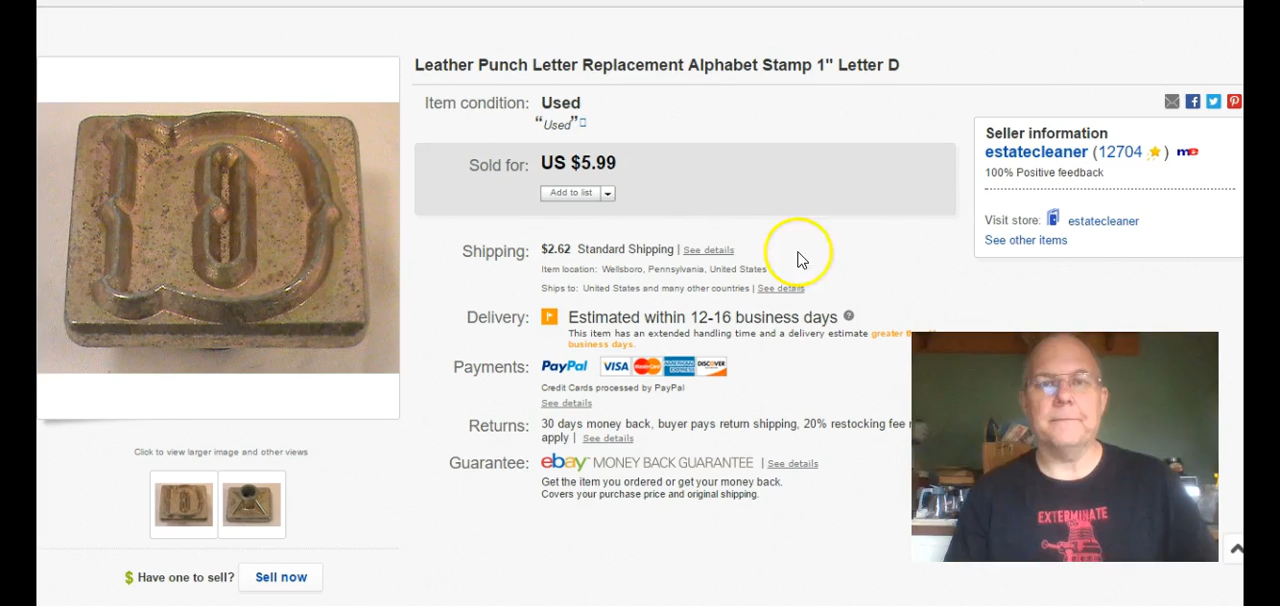 Leather Punch Letter Replacement Alphabet Stamp 1" Letter D
Item condition: Used
“Used”
Sold for: US $5.99
Add to list
Shipping: $2.62 Standard Shipping | See details
Item location: Wellsboro, Pennsylvania, United States
Ships to: United States and many other countries | See details
Delivery: Estimated within 12-16 business days
This item has an extended handling time and a delivery estimate greater
business days.
Payments: PayPal VISA MasterCard AMERICAN EXPRESS DISCOVER
Credit Cards processed by PayPal
See details
Returns: 30 days money back, buyer pays return shipping, 20% restocking fee
apply | See details
Guarantee: ebay MONEY BACK GUARANTEE | See details
Get the item you ordered or get your money back.
Covers your purchase price and original shipping.
Seller information
estatecleaner (12704 ) me
100% Positive feedback
Visit store: estatecleaner
See other items
D
Click to view larger image and other views
D
$ Have one to sell? Sell now
EXTERMINATE